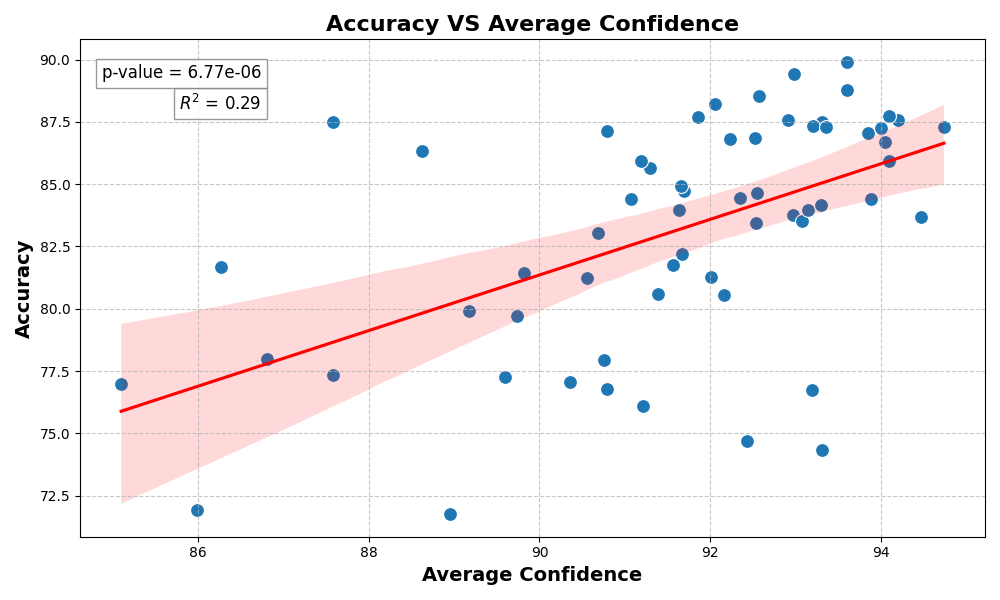 Accuracy VS Average Confidence
p-value = 6.77e-06
R² = 0.29
Accuracy
90.0
87.5
85.0
82.5
80.0
77.5
75.0
72.5
86 88 90 92 94
Average Confidence